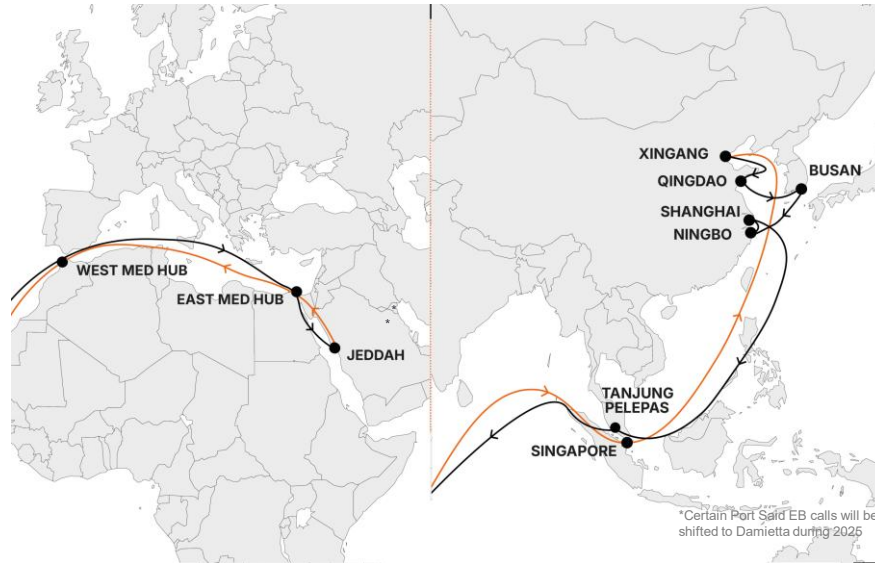 WEST MED HUB
EAST MED HUB
*
*
JEDDAH
XINGANG
QINGDAO
BUSAN
SHANGHAI
NINGBO
TANJUNG
PELEPAS
SINGAPORE
*Certain Port Said EB calls will be
shifted to Damietta during 2025